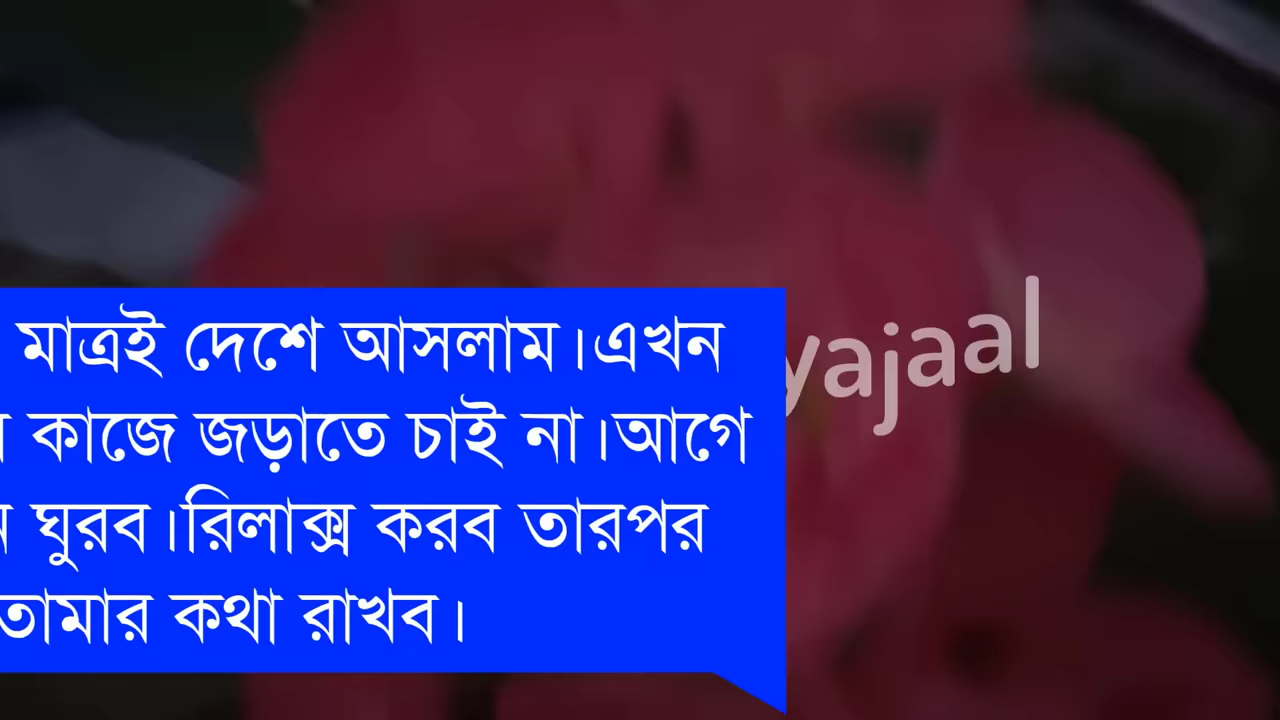 মাত্রই দেশে আসলাম।এখন
কাজে জড়াতে চাই না।আগে
ঘুরব।রিলাক্স করব তারপর
তোমার কথা রাখব।
yajaal